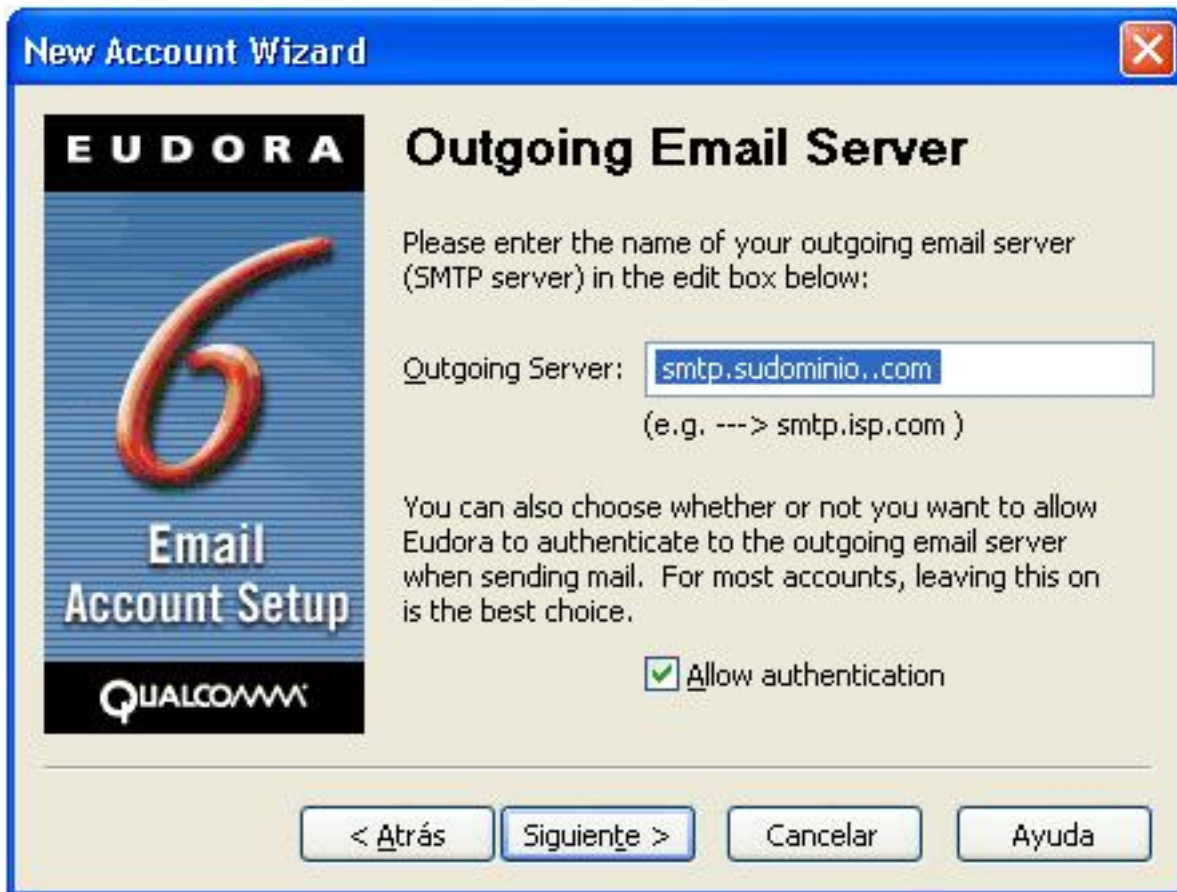 New Account Wizard
EUDORA
6
Email
Account Setup
QUALCOMM
Outgoing Email Server
Please enter the name of your outgoing email server
(SMTP server) in the edit box below:
Outgoing Server: smtp.sudominio..com
(e.g. ---> smtp.isp.com )
You can also choose whether or not you want to allow
Eudora to authenticate to the outgoing email server
when sending mail.  For most accounts, leaving this on
is the best choice.
Allow authentication
< Atrás Siguiente > Cancelar Ayuda